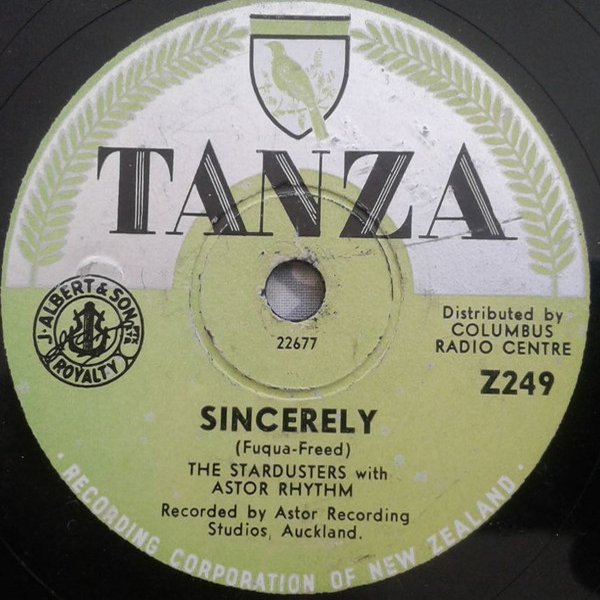 TANZA
J. ALBERT & SON PTY LTD
ROYALTY
22677
Distributed by
COLUMBUS
RADIO CENTRE
Z249
SINCERELY
(Fuqua-Freed)
THE STARDUSTERS with
ASTOR RHYTHM
Recorded by Astor Recording
Studios, Auckland.
· RECORDING CORPORATION OF NEW ZEALAND ·